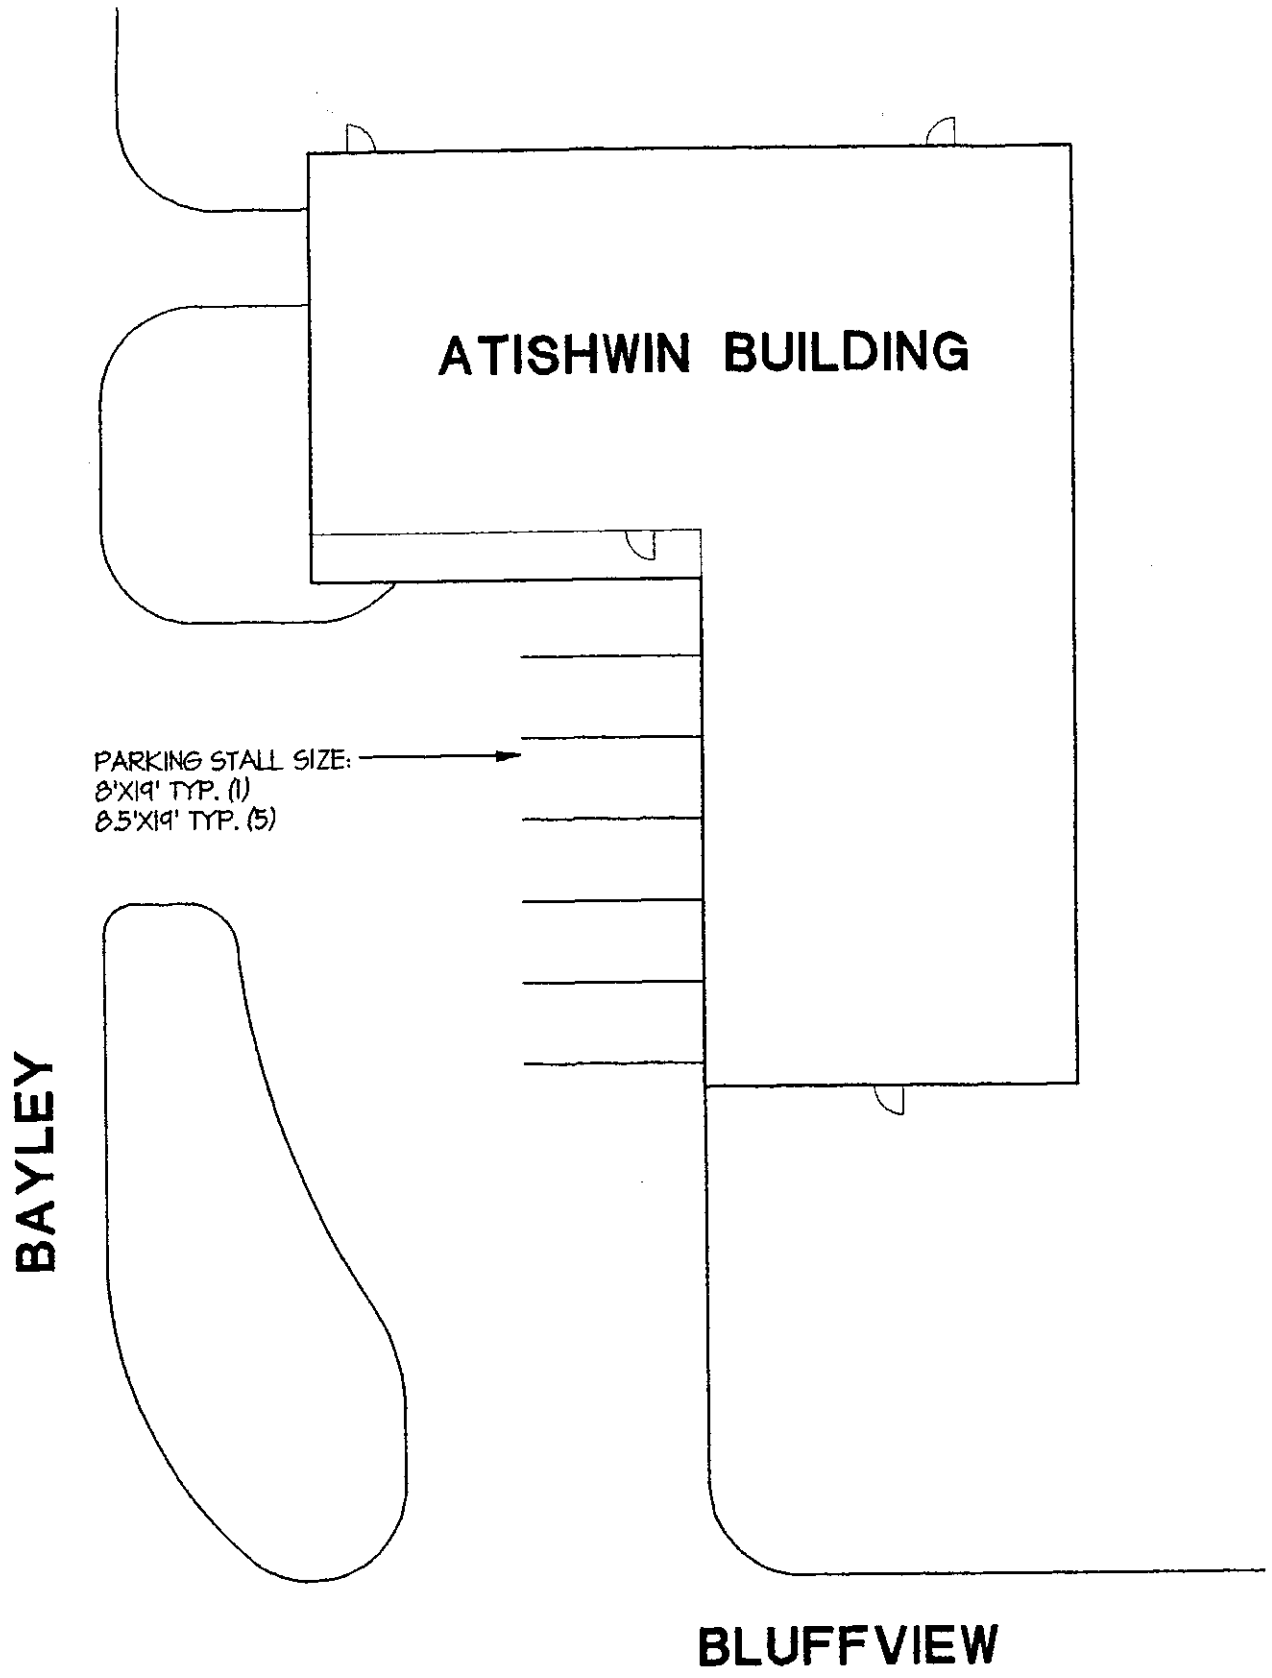 ATISHWIN BUILDING
PARKING STALL SIZE:
8'X19' TYP. (1)
8.5'X19' TYP. (5)
BAYLEY
BLUFFVIEW